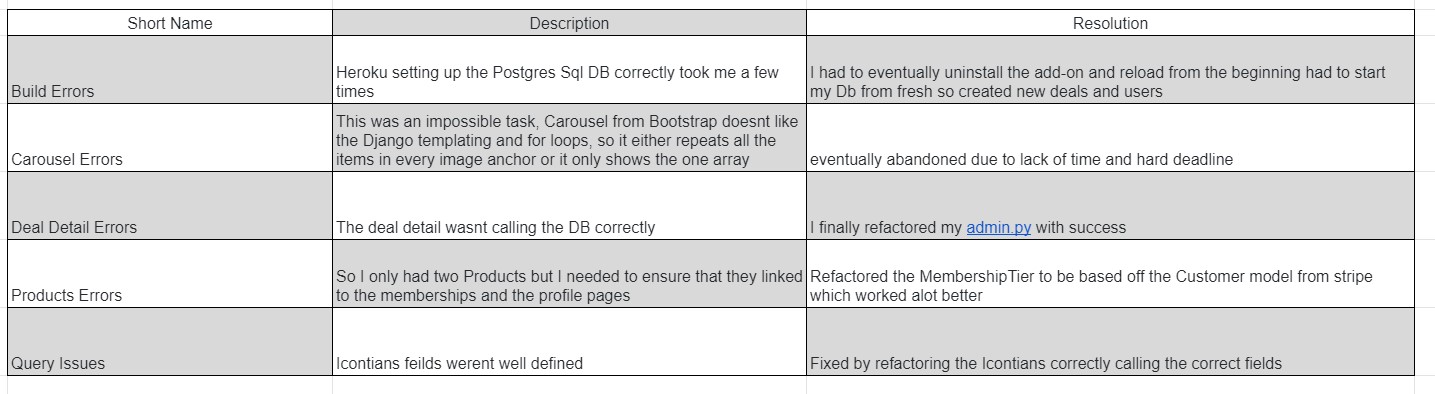 Short Name Description Resolution
Build Errors
Heroku setting up the Postgres Sql DB correctly took me a few
times
I had to eventually uninstall the add-on and reload from the beginning had to start
my Db from fresh so created new deals and users
Carousel Errors
This was an impossible task, Carousel from Bootstrap doesnt like
the Django templating and for loops, so it either repeats all the
items in every image anchor or it only shows the one array
eventually abandoned due to lack of time and hard deadline
Deal Detail Errors
The deal detail wasnt calling the DB correctly
I finally refactored my admin.py with success
Products Errors
So I only had two Products but I needed to ensure that they linked
to the memberships and the profile pages
Refactored the MembershipTier to be based off the Customer model from stripe
which worked alot better
Query Issues
Icontians feilds werent well defined
Fixed by refactoring the Icontians correctly calling the correct fields